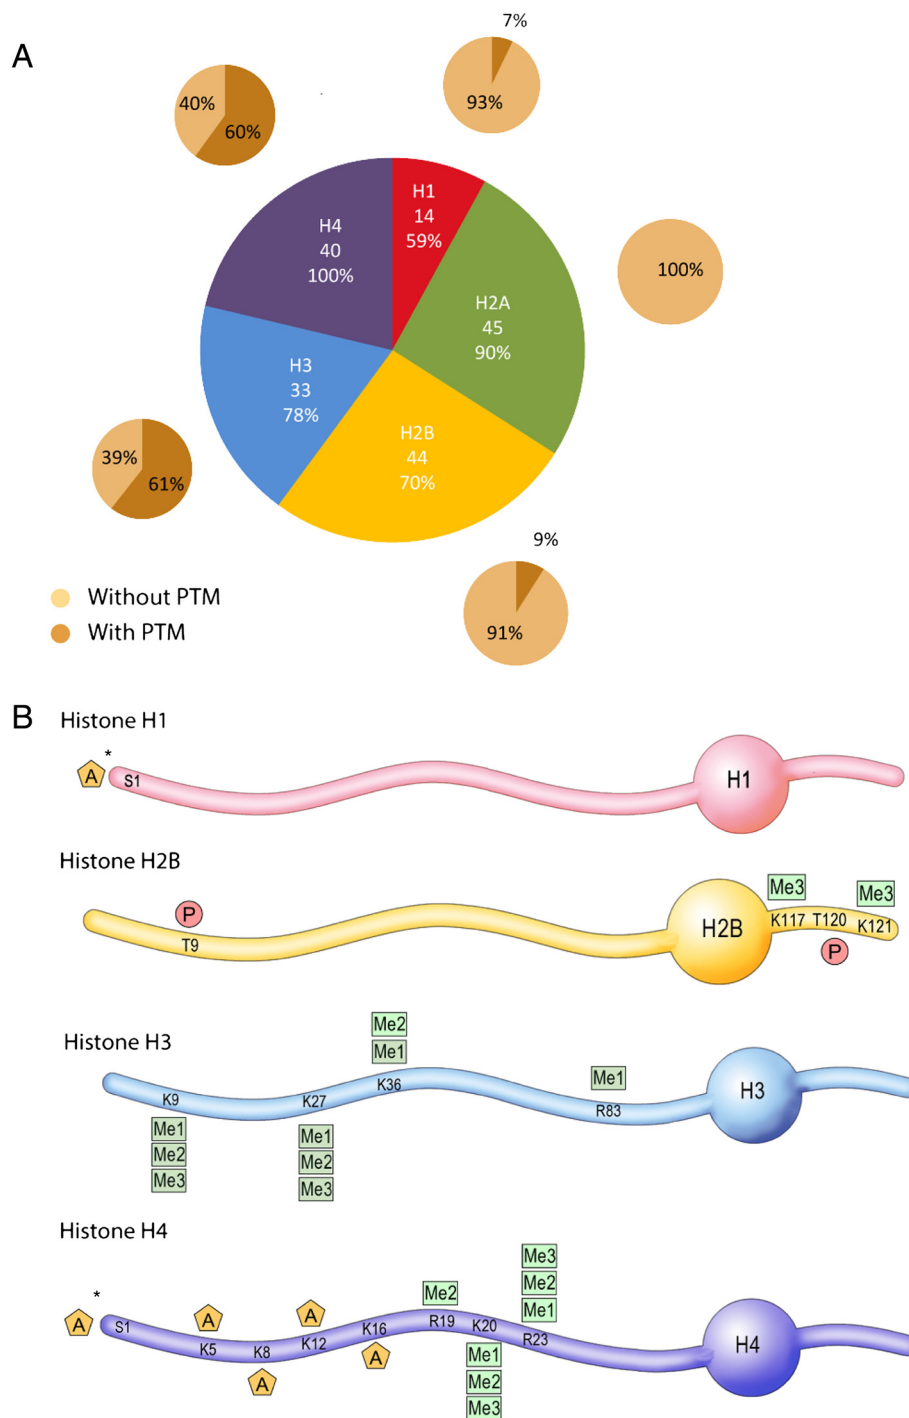 A
7%
93%
40%
60%
H1
14
59%
H4
40
100%
H2A
45
90%
100%
H3
33
78%
H2B
44
70%
39%
61%
9%
91%
Without PTM
With PTM
B
Histone H1
*
A
S1
H1
Histone H2B
P
T9
H2B
Me3
Me3
K117 T120 K121
P
Histone H3
Me2
Me1
Me1
K9
K27
K36
R83
H3
Me1
Me2
Me3
Me1
Me2
Me3
Histone H4
*
A
S1
A
K5
K8
A
A
K12
K16
A
Me2
R19
K20
Me3
Me2
Me1
R23
H4
Me1
Me2
Me3